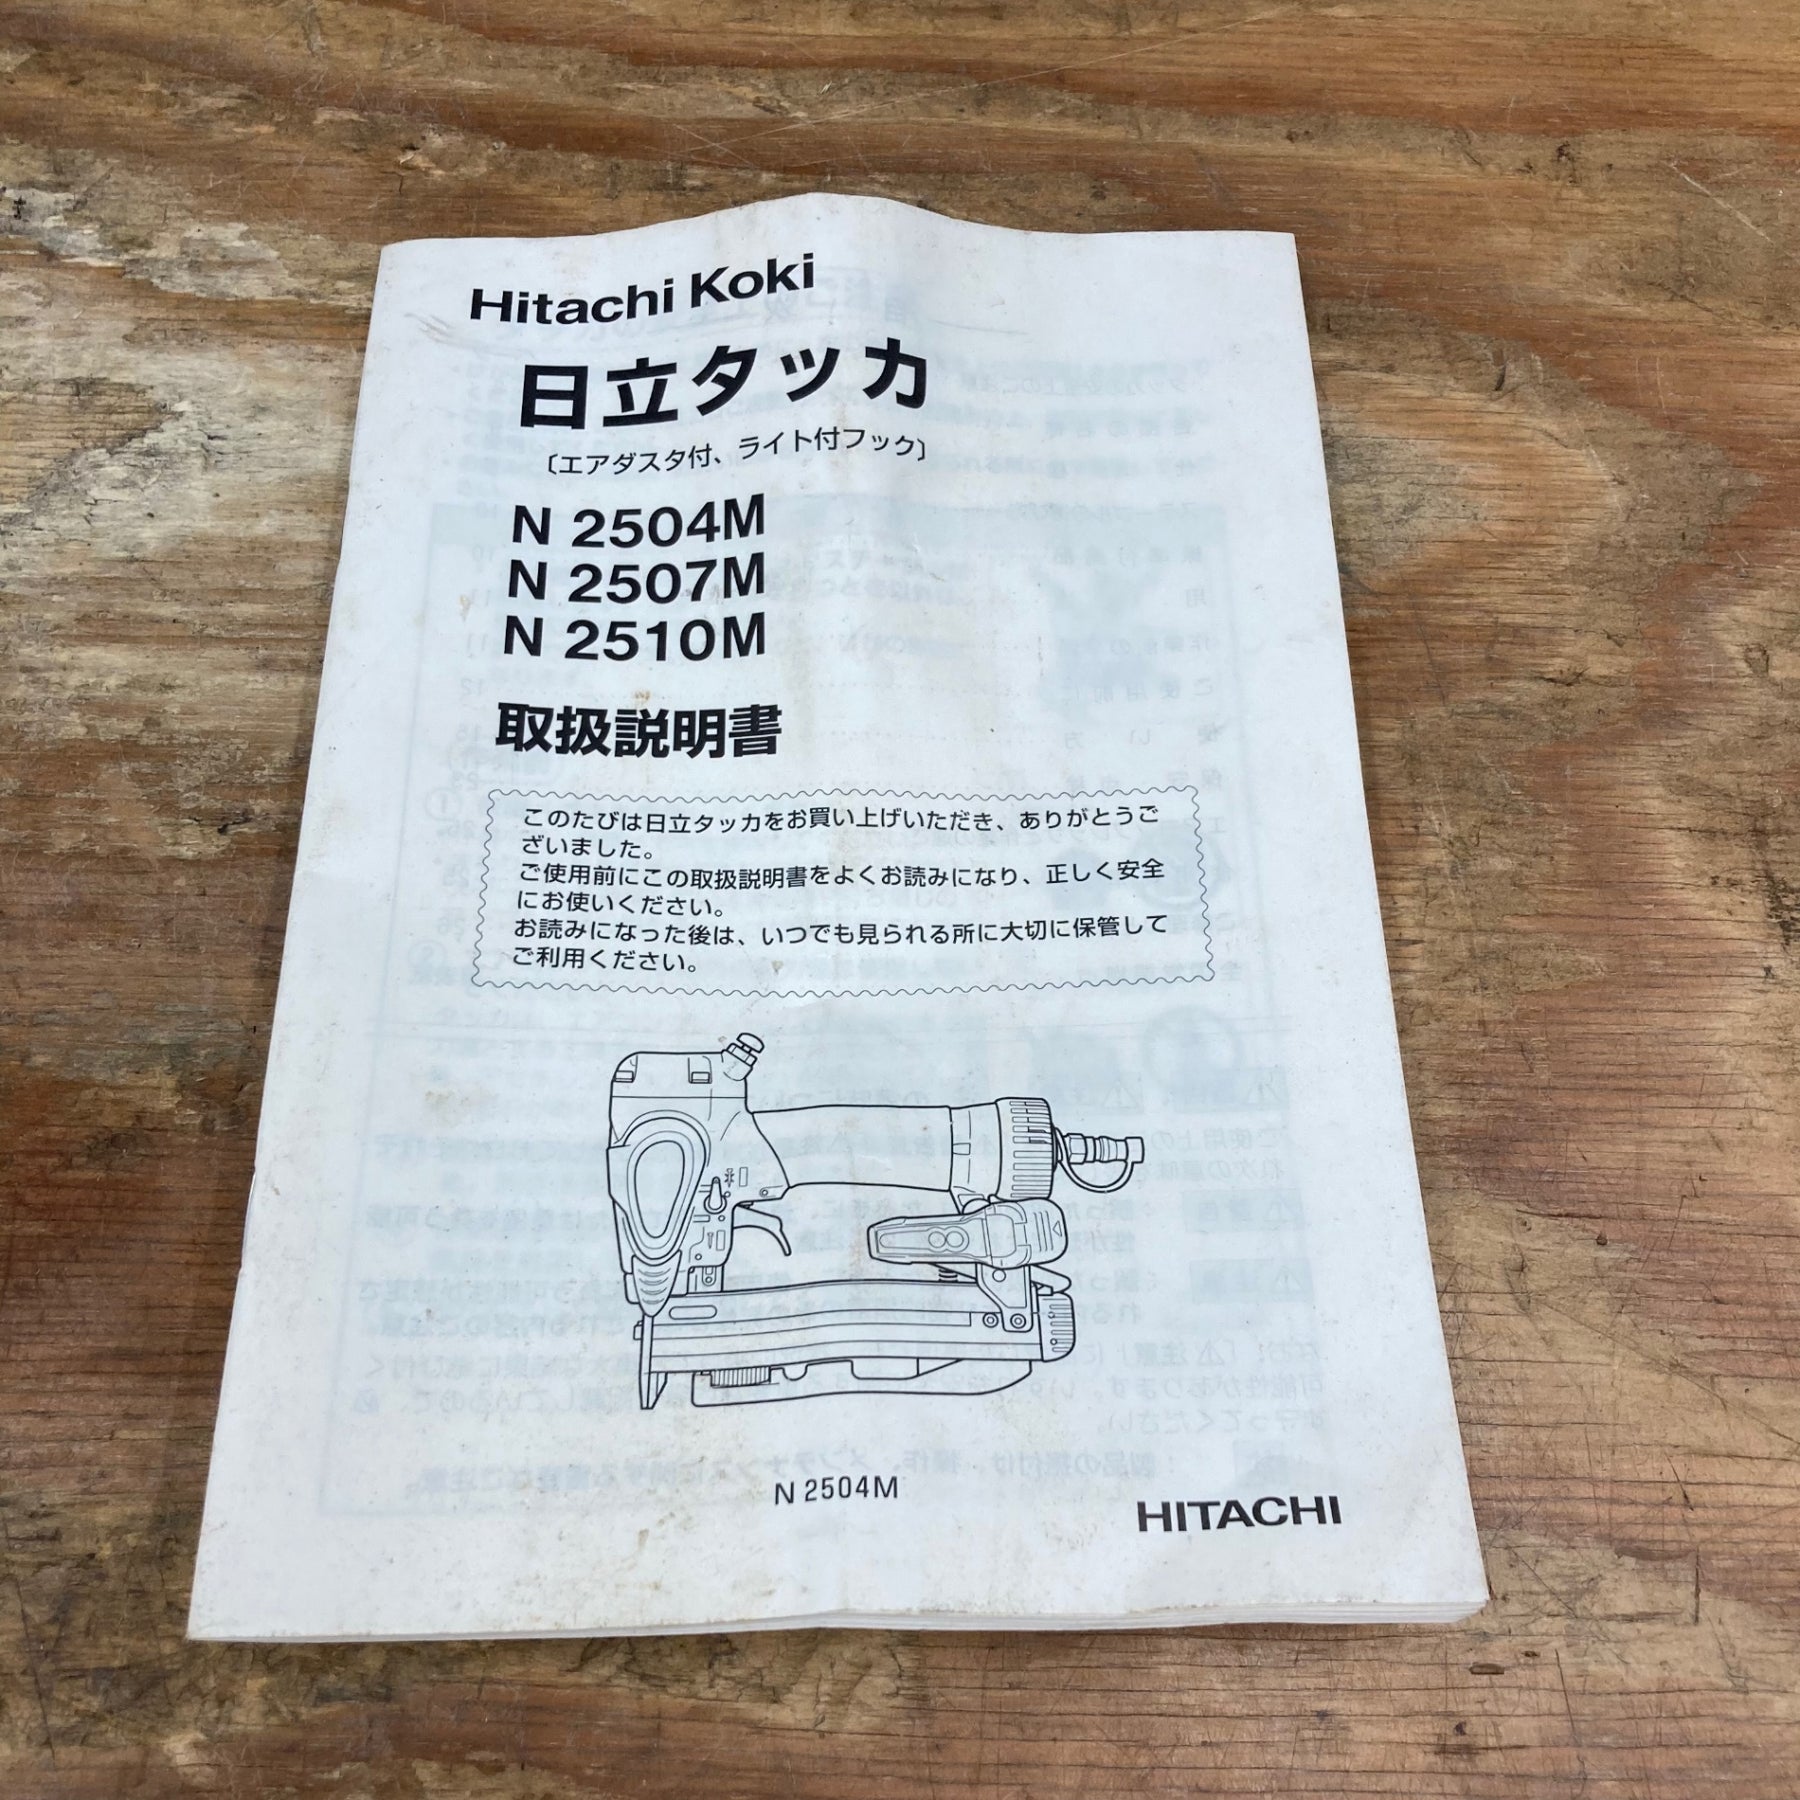 Hitachi Koki
日立タッカ
〔エアダスタ付、ライト付フック〕
N 2504M
N 2507M
N 2510M
取扱説明書
このたびは日立タッカをお買い上げいただき、ありがとうご
ざいました。
ご使用前にこの取扱説明書をよくお読みになり、正しく安全
にお使いください。
お読みになった後は、いつでも見られる所に大切に保管して
ご利用ください。
N 2504M
HITACHI